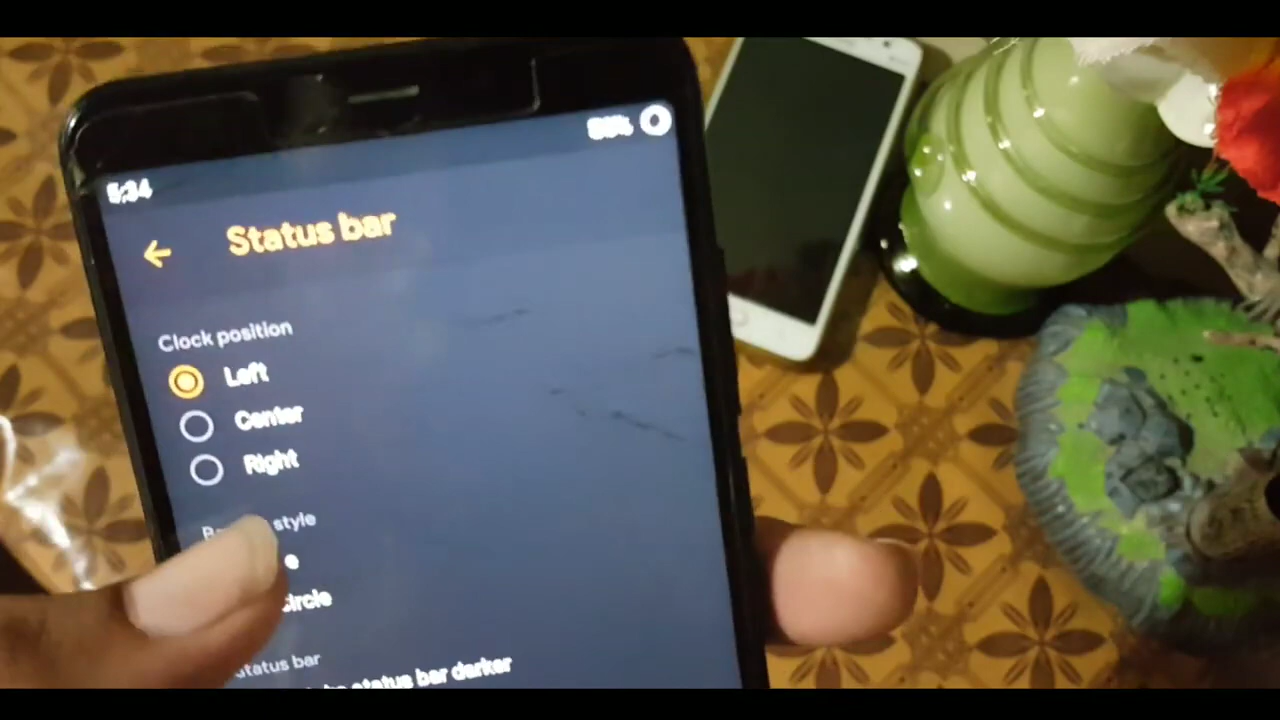 5:34
Status bar
Clock position
Left
Center
Right
style
circle
status bar
status bar darker